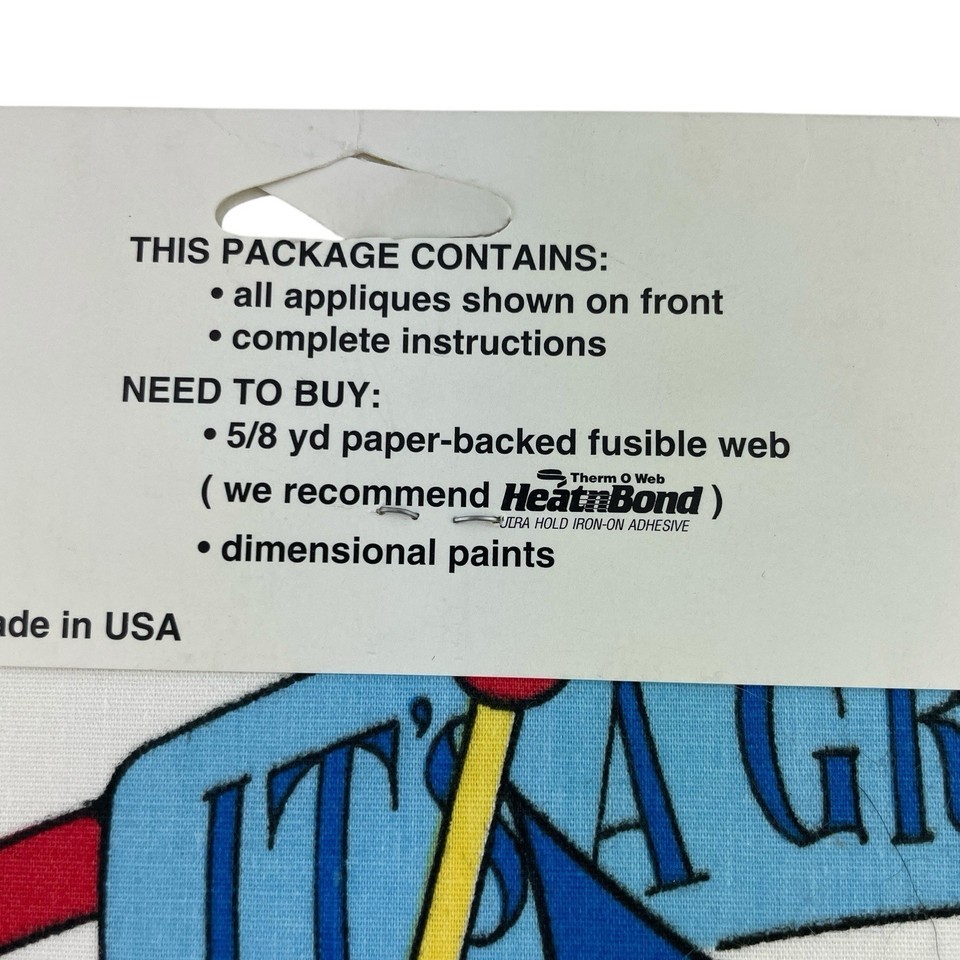 THIS PACKAGE CONTAINS:
• all appliques shown on front
• complete instructions
NEED TO BUY:
• 5/8 yd paper-backed fusible web
Therm O Web
( we recommend HeatnBond )
ULTRA HOLD IRON-ON ADHESIVE
• dimensional paints
ade in USA
IT'S A GR